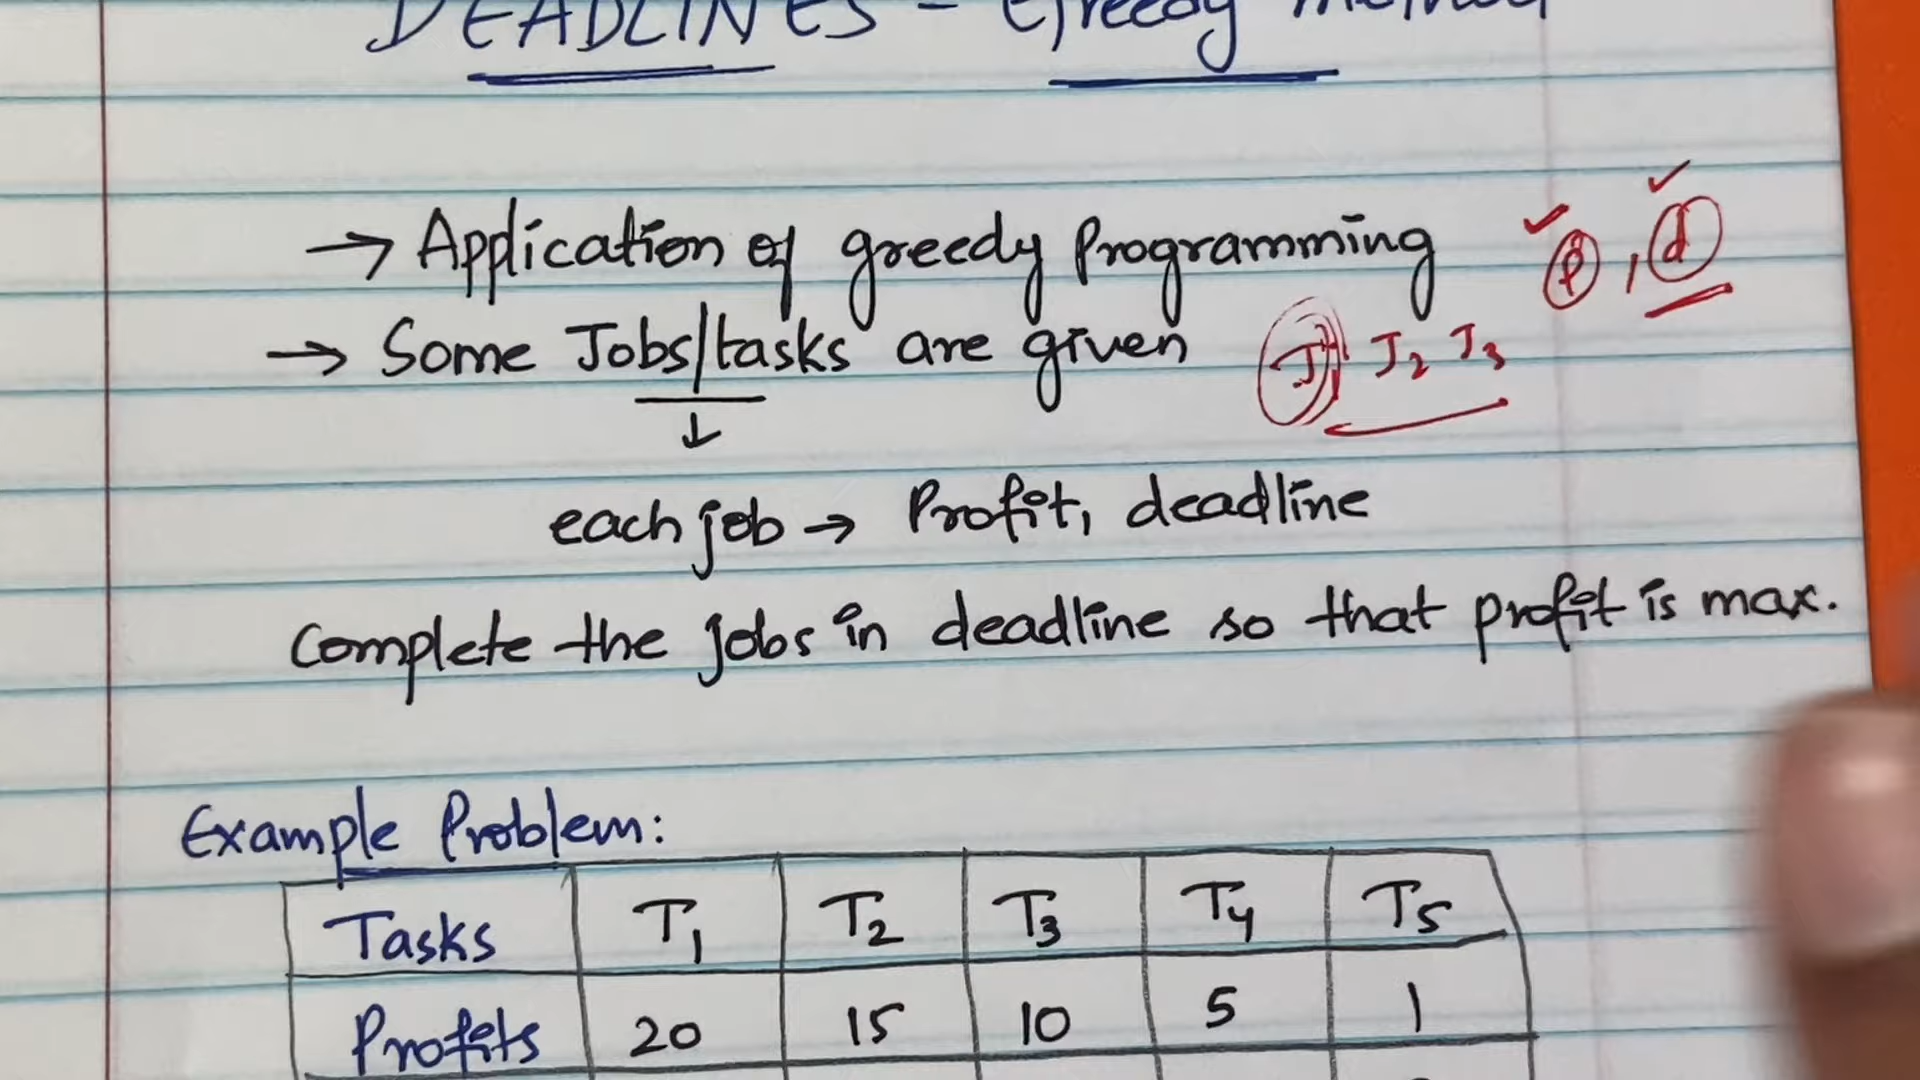 DEADLINES - Greedy method
→ Application of greedy Programming p, d
→ Some Jobs/tasks are given J1 J2 J3
↓
each job → Profit, deadline
Complete the jobs in deadline so that profit is max.
Example Problem:
Tasks T1 T2 T3 T4 T5
Profits 20 15 10 5 1